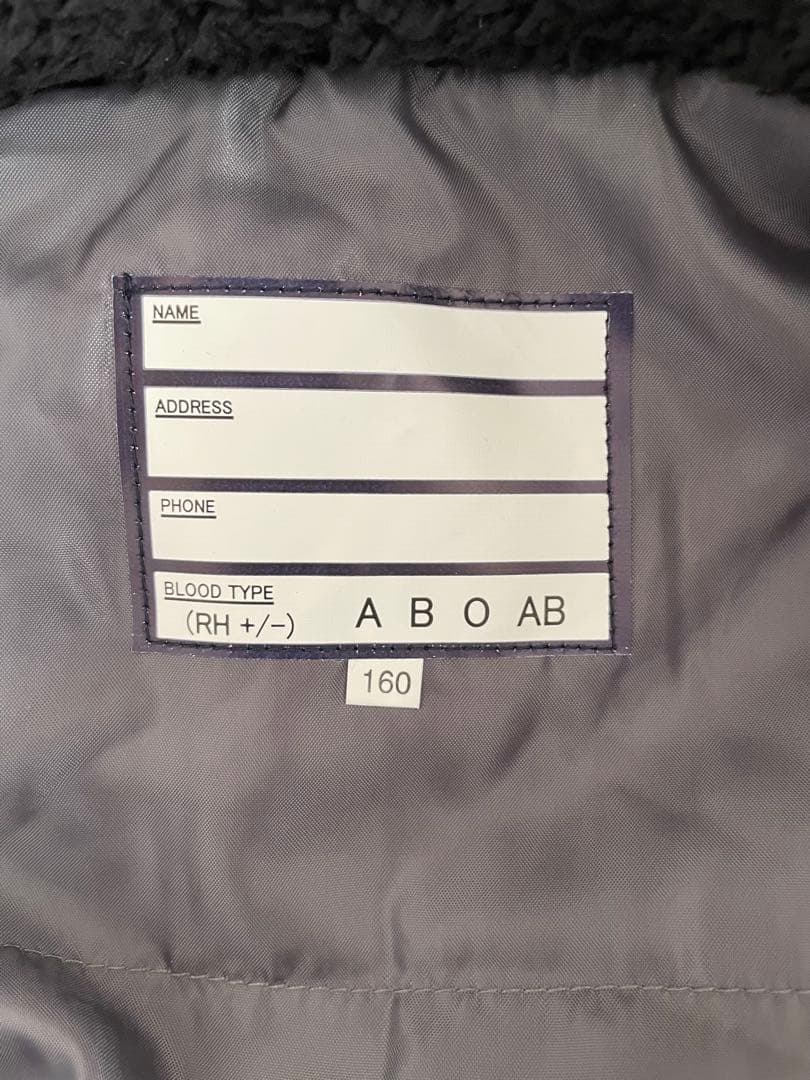 NAME
ADDRESS
PHONE
BLOOD TYPE
(RH +/-) A B O AB
160